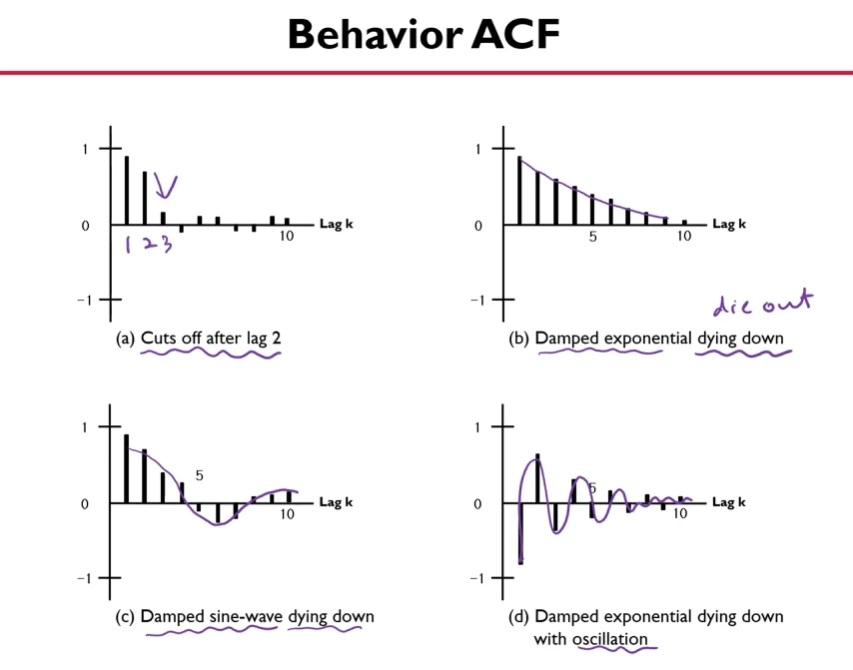 Behavior ACF
1
0
-1
1 2 3
10
Lag k
(a) Cuts off after lag 2
1
0
-1
5
10
Lag k
die out
(b) Damped exponential dying down
1
0
-1
5
10
Lag k
(c) Damped sine-wave dying down
1
0
-1
5
10
Lag k
(d) Damped exponential dying down
with oscillation